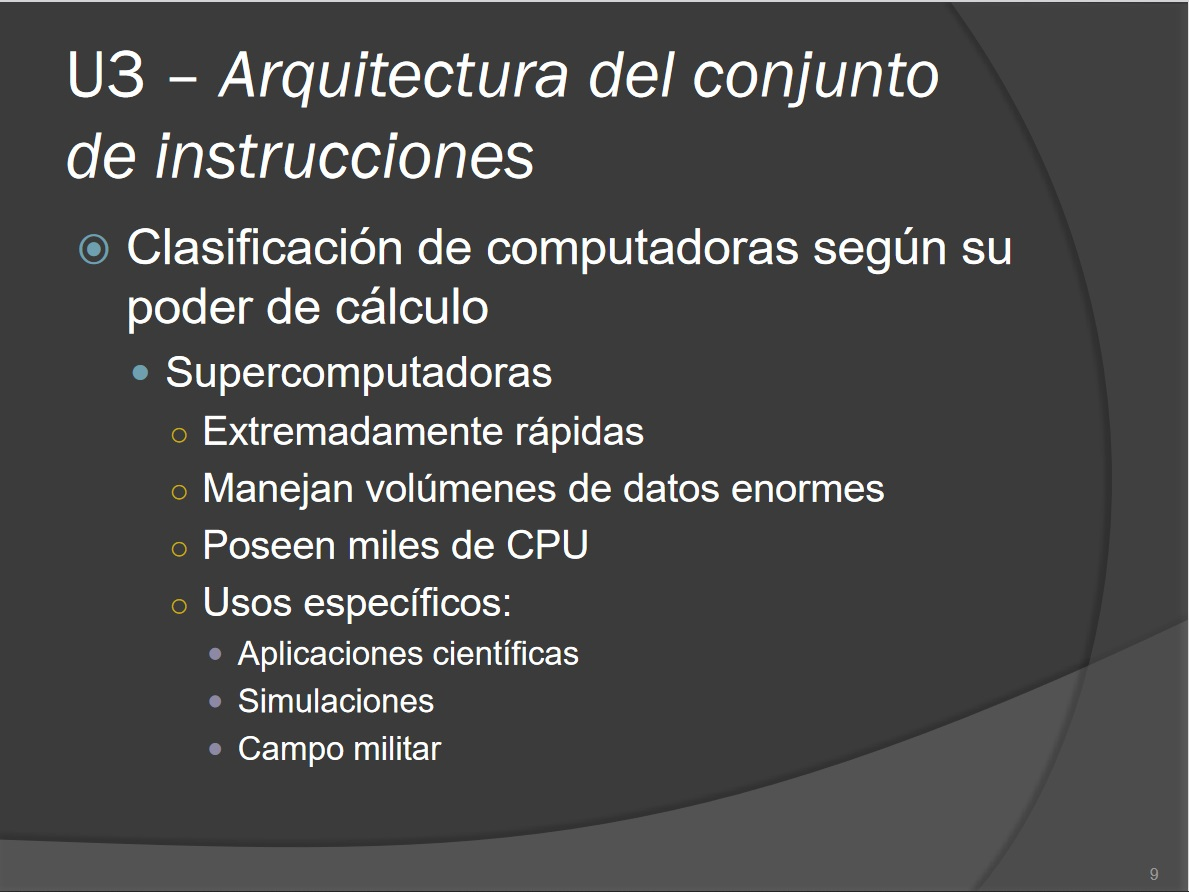 U3 – Arquitectura del conjunto
de instrucciones
Clasificación de computadoras según su
poder de cálculo
Supercomputadoras
Extremadamente rápidas
Manejan volúmenes de datos enormes
Poseen miles de CPU
Usos específicos:
Aplicaciones científicas
Simulaciones
Campo militar
9